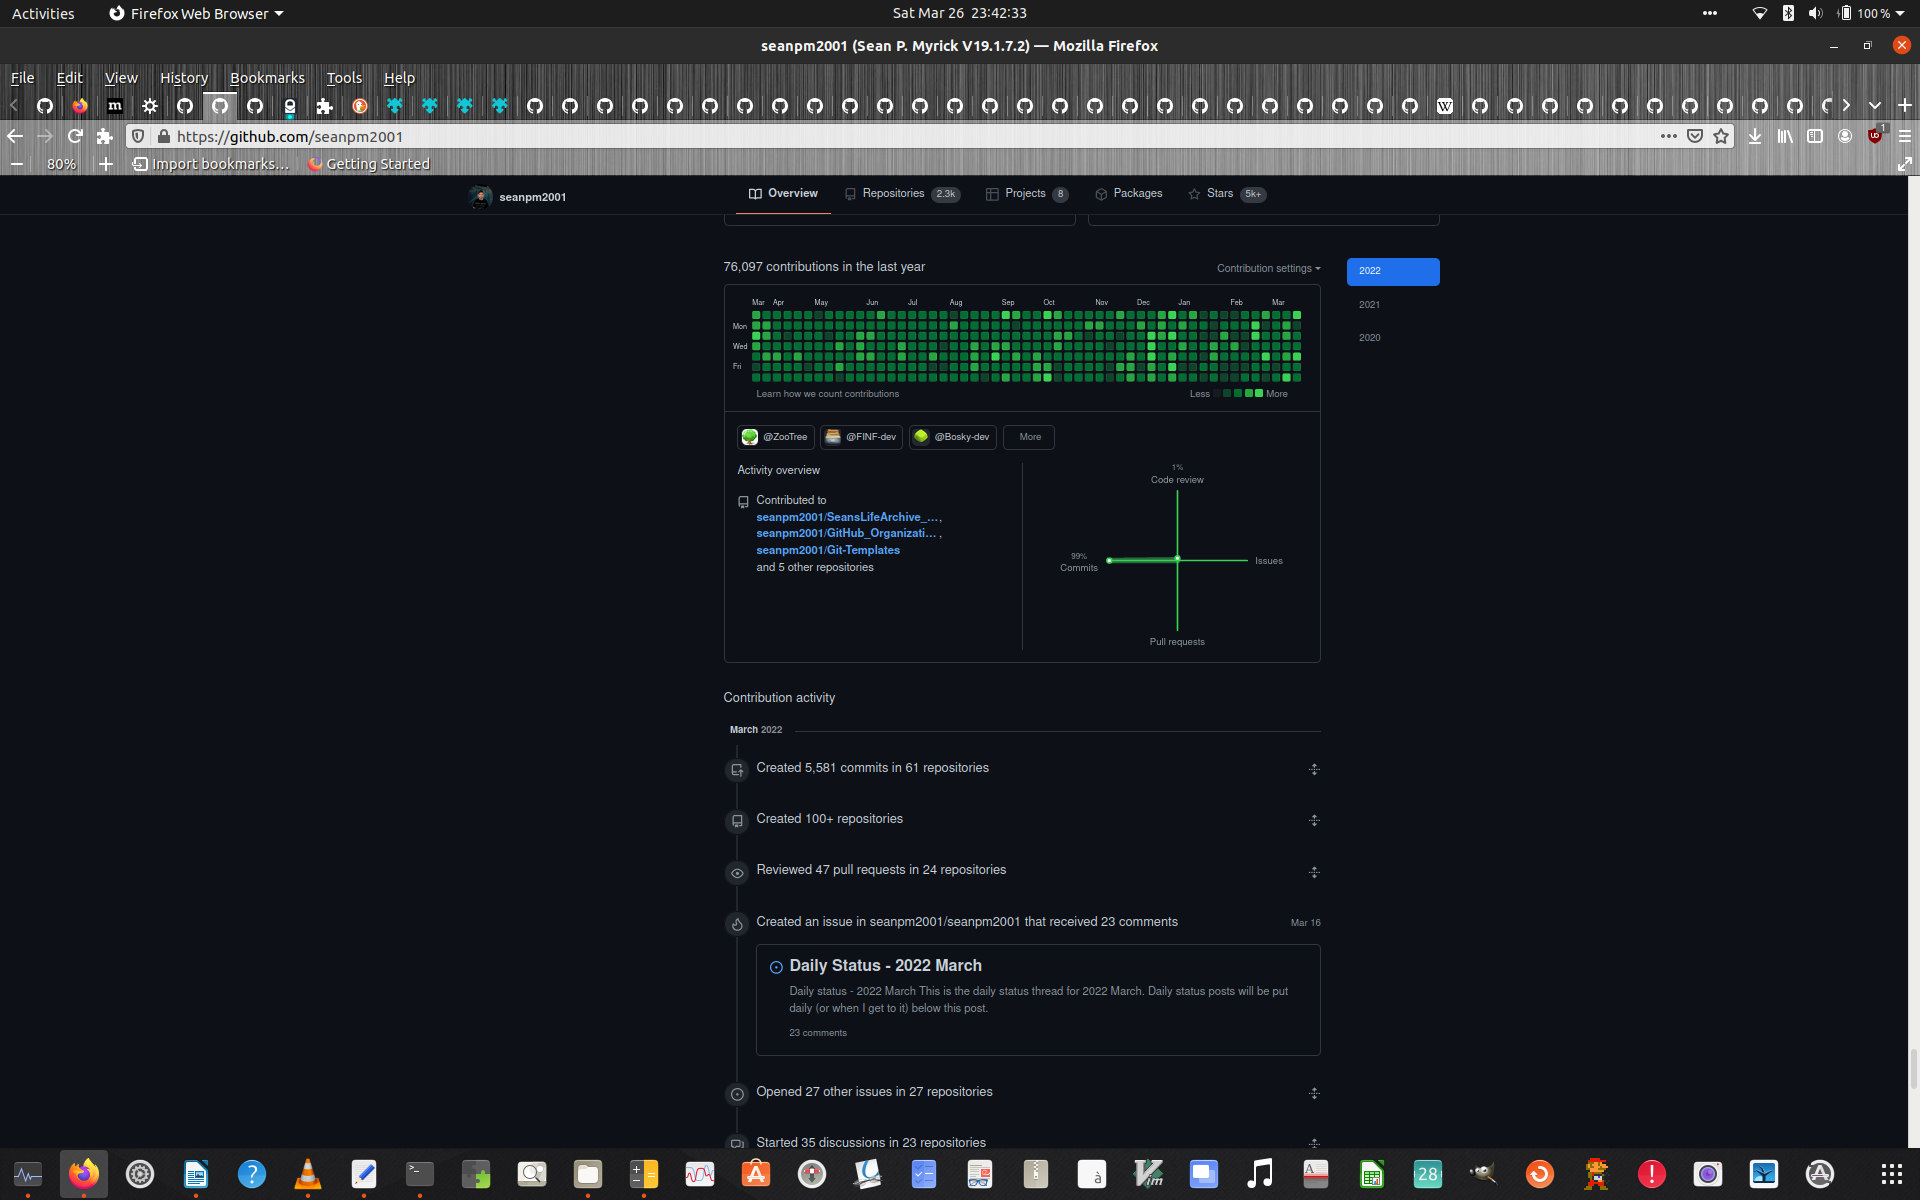 Activities
Firefox Web Browser
Sat Mar 26 23:42:33
100 %
seanpm2001 (Sean P. Myrick V19.1.7.2) — Mozilla Firefox
File Edit View History Bookmarks Tools Help
https://github.com/seanpm2001
1
80%
Import bookmarks...
Getting Started
seanpm2001
Overview
Repositories 2.3k
Projects 8
Packages
Stars 5k+
76,097 contributions in the last year
Contribution settings
2022
2021
2020
Mar Apr May Jun Jul Aug Sep Oct Nov Dec Jan Feb Mar
Mon
Wed
Fri
Learn how we count contributions
Less
More
@ZooTree
@FINF-dev
@Bosky-dev
More
Activity overview
Contributed to
seanpm2001/SeansLifeArchive_... ,
seanpm2001/GitHub_Organizati... ,
seanpm2001/Git-Templates
and 5 other repositories
1%
Code review
99%
Commits
Issues
Pull requests
Contribution activity
March 2022
Created 5,581 commits in 61 repositories
Created 100+ repositories
Reviewed 47 pull requests in 24 repositories
Created an issue in seanpm2001/seanpm2001 that received 23 comments
Mar 16
Daily Status - 2022 March
Daily status - 2022 March This is the daily status thread for 2022 March. Daily status posts will be put
daily (or when I get to it) below this post.
23 comments
Opened 27 other issues in 27 repositories
Started 35 discussions in 23 repositories
28